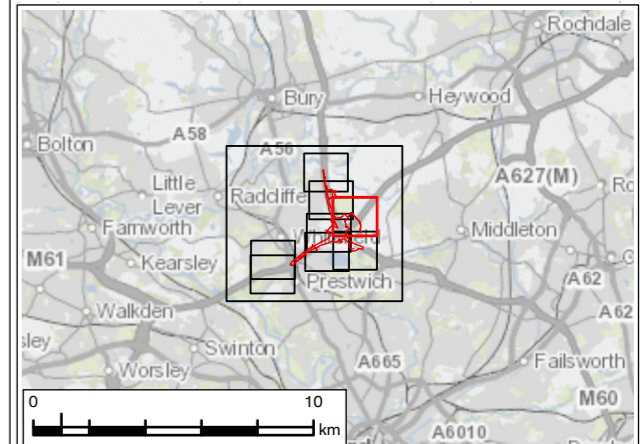 Rochdale
Bury
Heywood
Bolton
A58
A56
A627(M)
Little
Lever
Radcliffe
Farnworth
Middleton
M61
Kearsley
Prestwich
A62
Walkden
A62
Swinton
A665
Failsworth
Worsley
M60
0
10
km
A6010